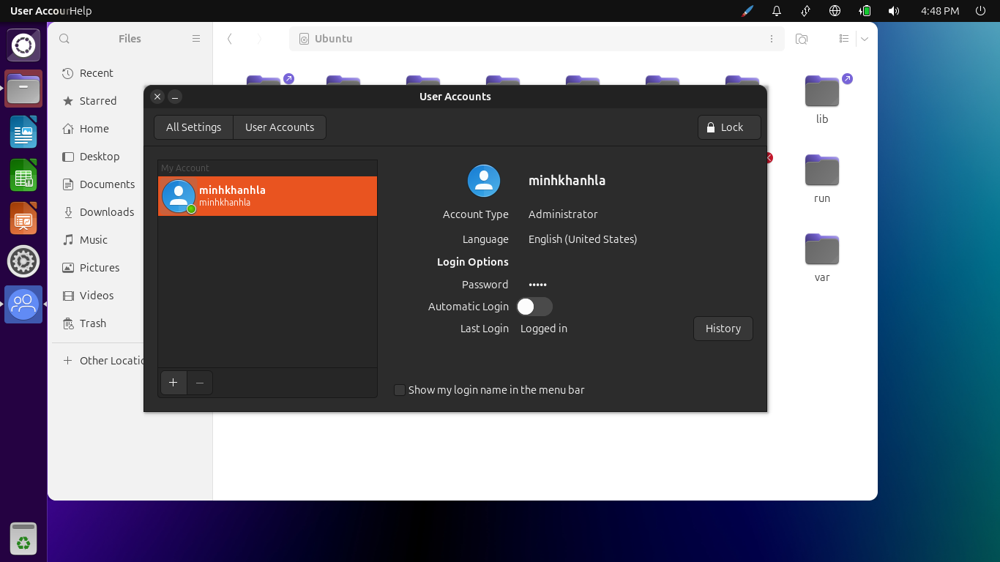 User Accou Help
4:48 PM
Files
Ubuntu
Recent
Starred
Home
Desktop
Documents
Downloads
Music
Pictures
Videos
Trash
Other Locatio
lib
run
var
User Accounts
All Settings
User Accounts
Lock
My Account
minhkhanhla
minhkhanhla
minhkhanhla
Account Type Administrator
Language English (United States)
Login Options
Password •••••
Automatic Login
Last Login Logged in
History
Show my login name in the menu bar